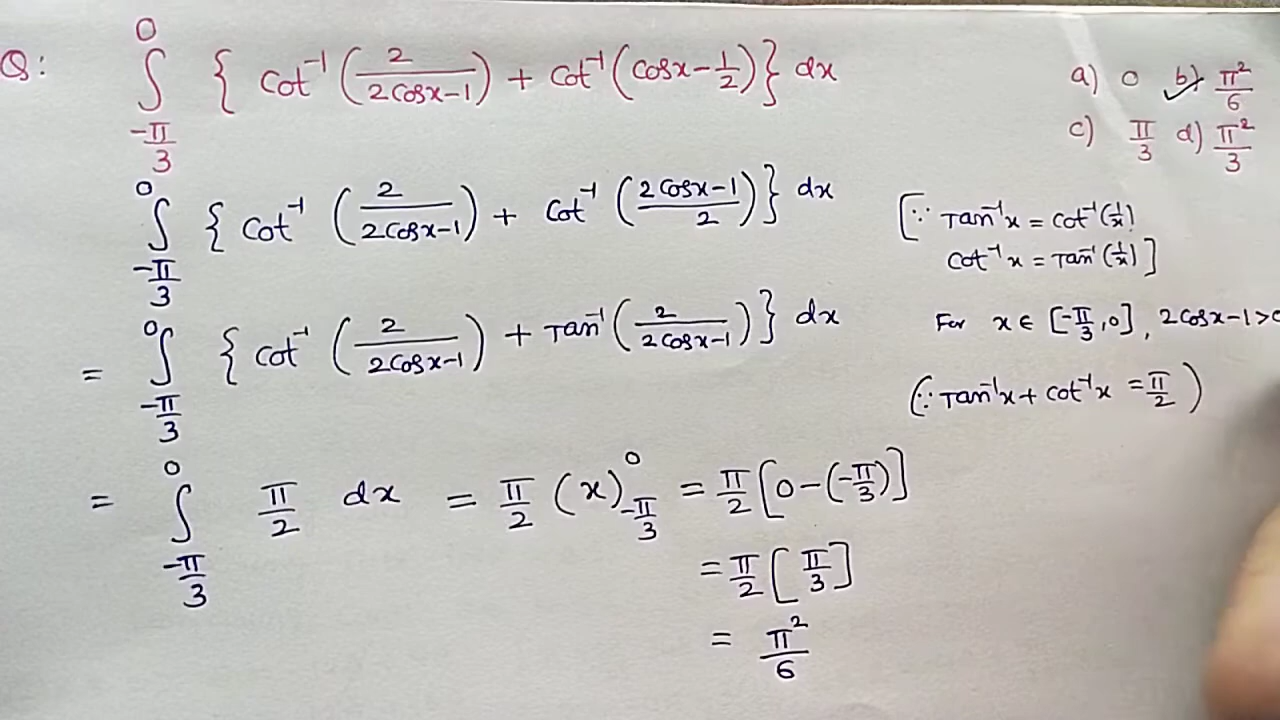 Q: ∫_{-π/3}^{0} { cot⁻¹(2/(2cosx-1)) + cot⁻¹(cosx-1/2)} dx
a) 0 b) π²/6
c) π/3 d) π²/3
∫_{-π/3}^{0} { cot⁻¹(2/(2cosx-1)) + cot⁻¹((2cosx-1)/2)} dx
[∵ Tan⁻¹x = cot⁻¹(1/x)
cot⁻¹x = Tan⁻¹(1/x)]
= ∫_{-π/3}^{0} { cot⁻¹(2/(2cosx-1)) + Tan⁻¹(2/(2cosx-1))} dx
For x ∈ [-π/3, 0], 2cosx-1>0
(∵ Tan⁻¹x + cot⁻¹x = π/2)
= ∫_{-π/3}^{0} π/2 dx = π/2 (x)_{-π/3}^{0} = π/2 [0-(-π/3)]
= π/2 [π/3]
= π²/6